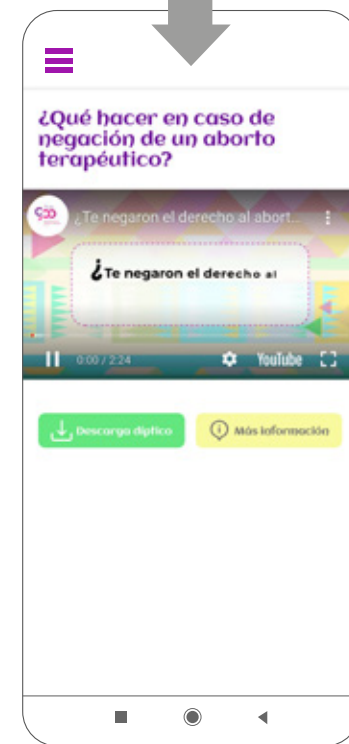 ¿Qué hacer en caso de
negación de un aborto
terapéutico?
¿Te negaron el derecho al abort...
¿Te negaron el derecho al
0:00 / 2:24
YouTube
Descarga díptico
Más información